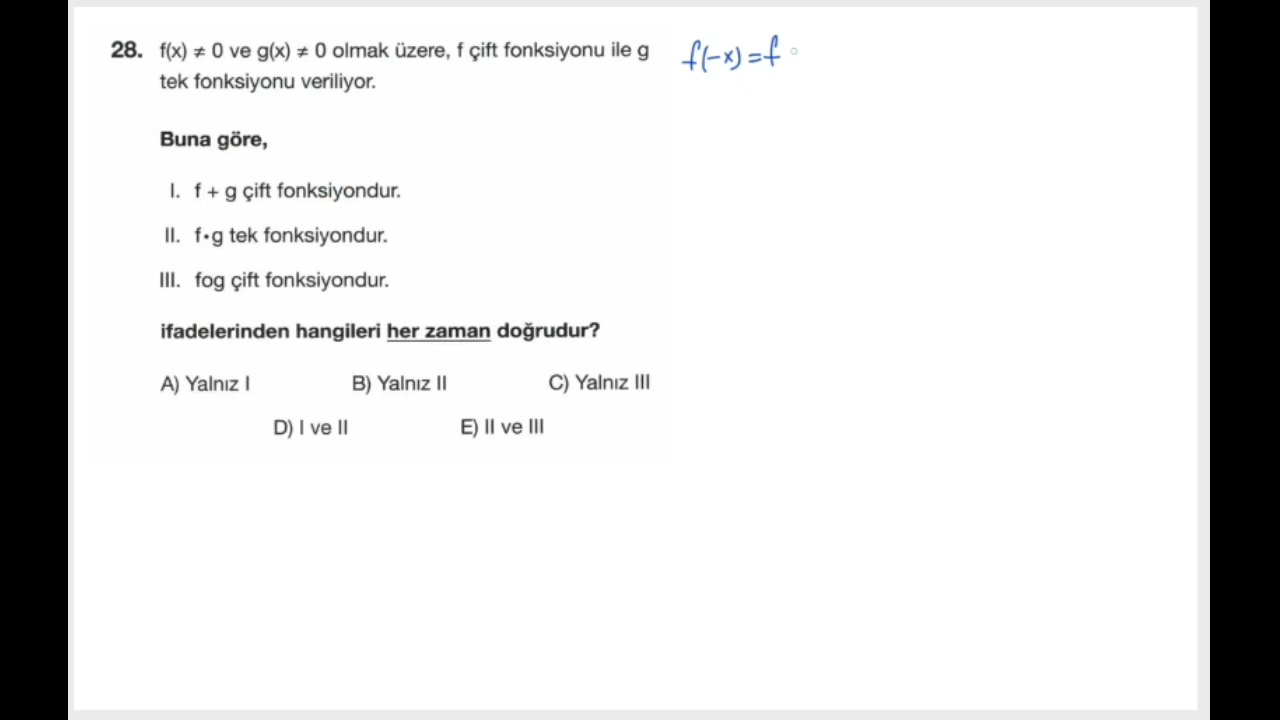 28. f(x) ≠ 0 ve g(x) ≠ 0 olmak üzere, f çift fonksiyonu ile g
tek fonksiyonu veriliyor.
f(-x) = f
Buna göre,
I. f + g çift fonksiyondur.
II. f•g tek fonksiyondur.
III. fog çift fonksiyondur.
ifadelerinden hangileri her zaman doğrudur?
A) Yalnız I B) Yalnız II C) Yalnız III
D) I ve II E) II ve III